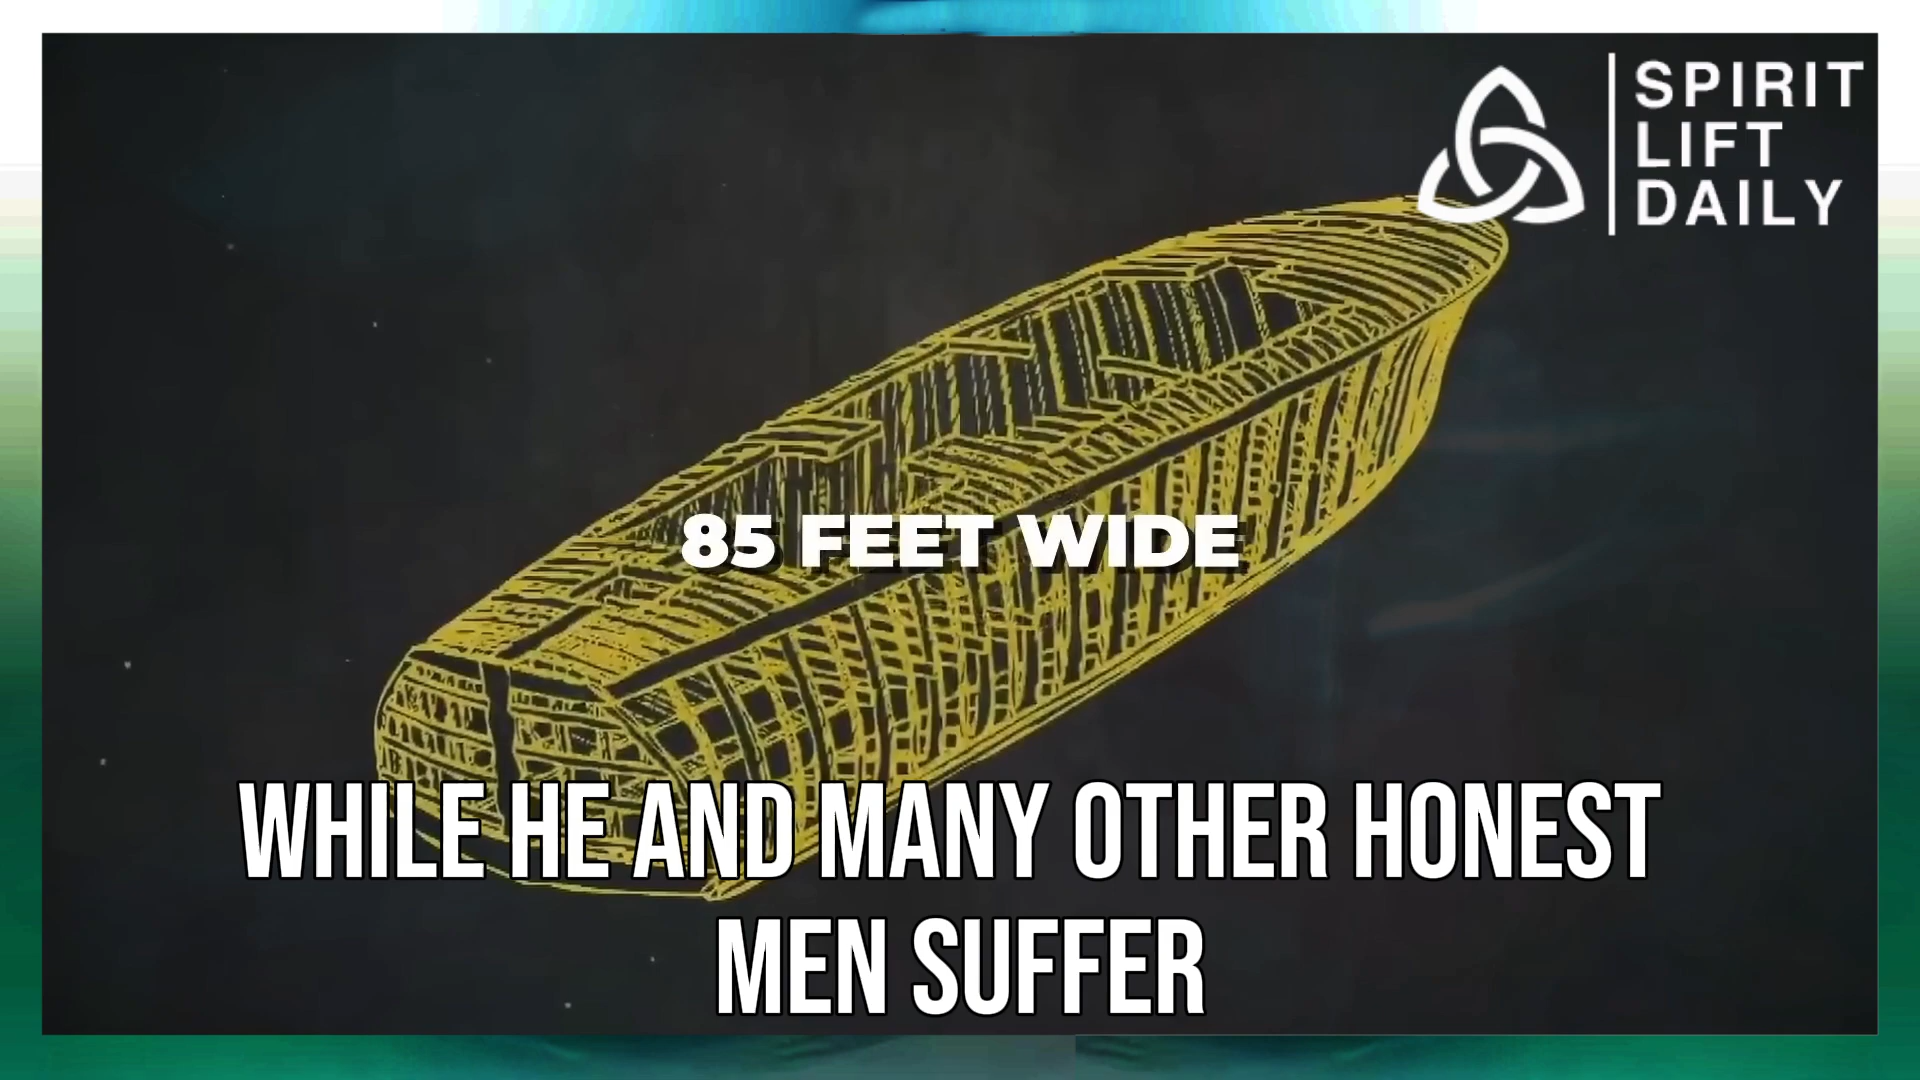 SPIRIT
LIFT
DAILY
85 FEET WIDE
WHILE HE AND MANY OTHER HONEST
MEN SUFFER